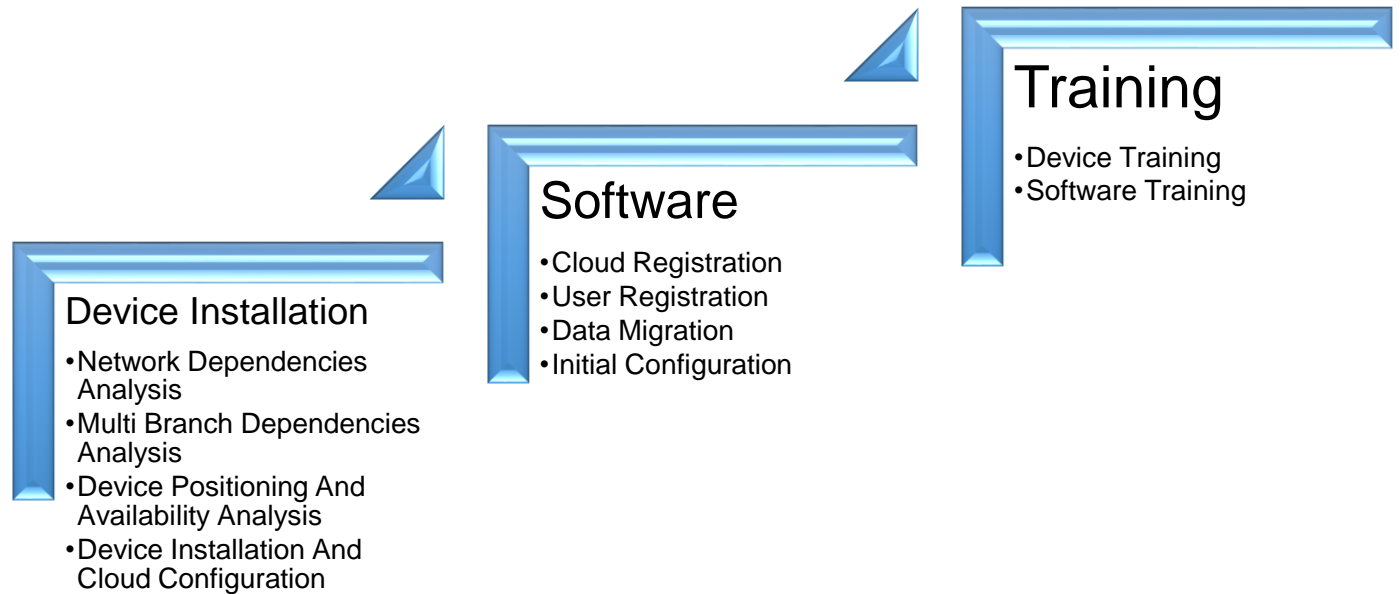 Device Installation
•Network Dependencies
Analysis
•Multi Branch Dependencies
Analysis
•Device Positioning And
Availability Analysis
•Device Installation And
Cloud Configuration
Software
•Cloud Registration
•User Registration
•Data Migration
•Initial Configuration
Training
•Device Training
•Software Training